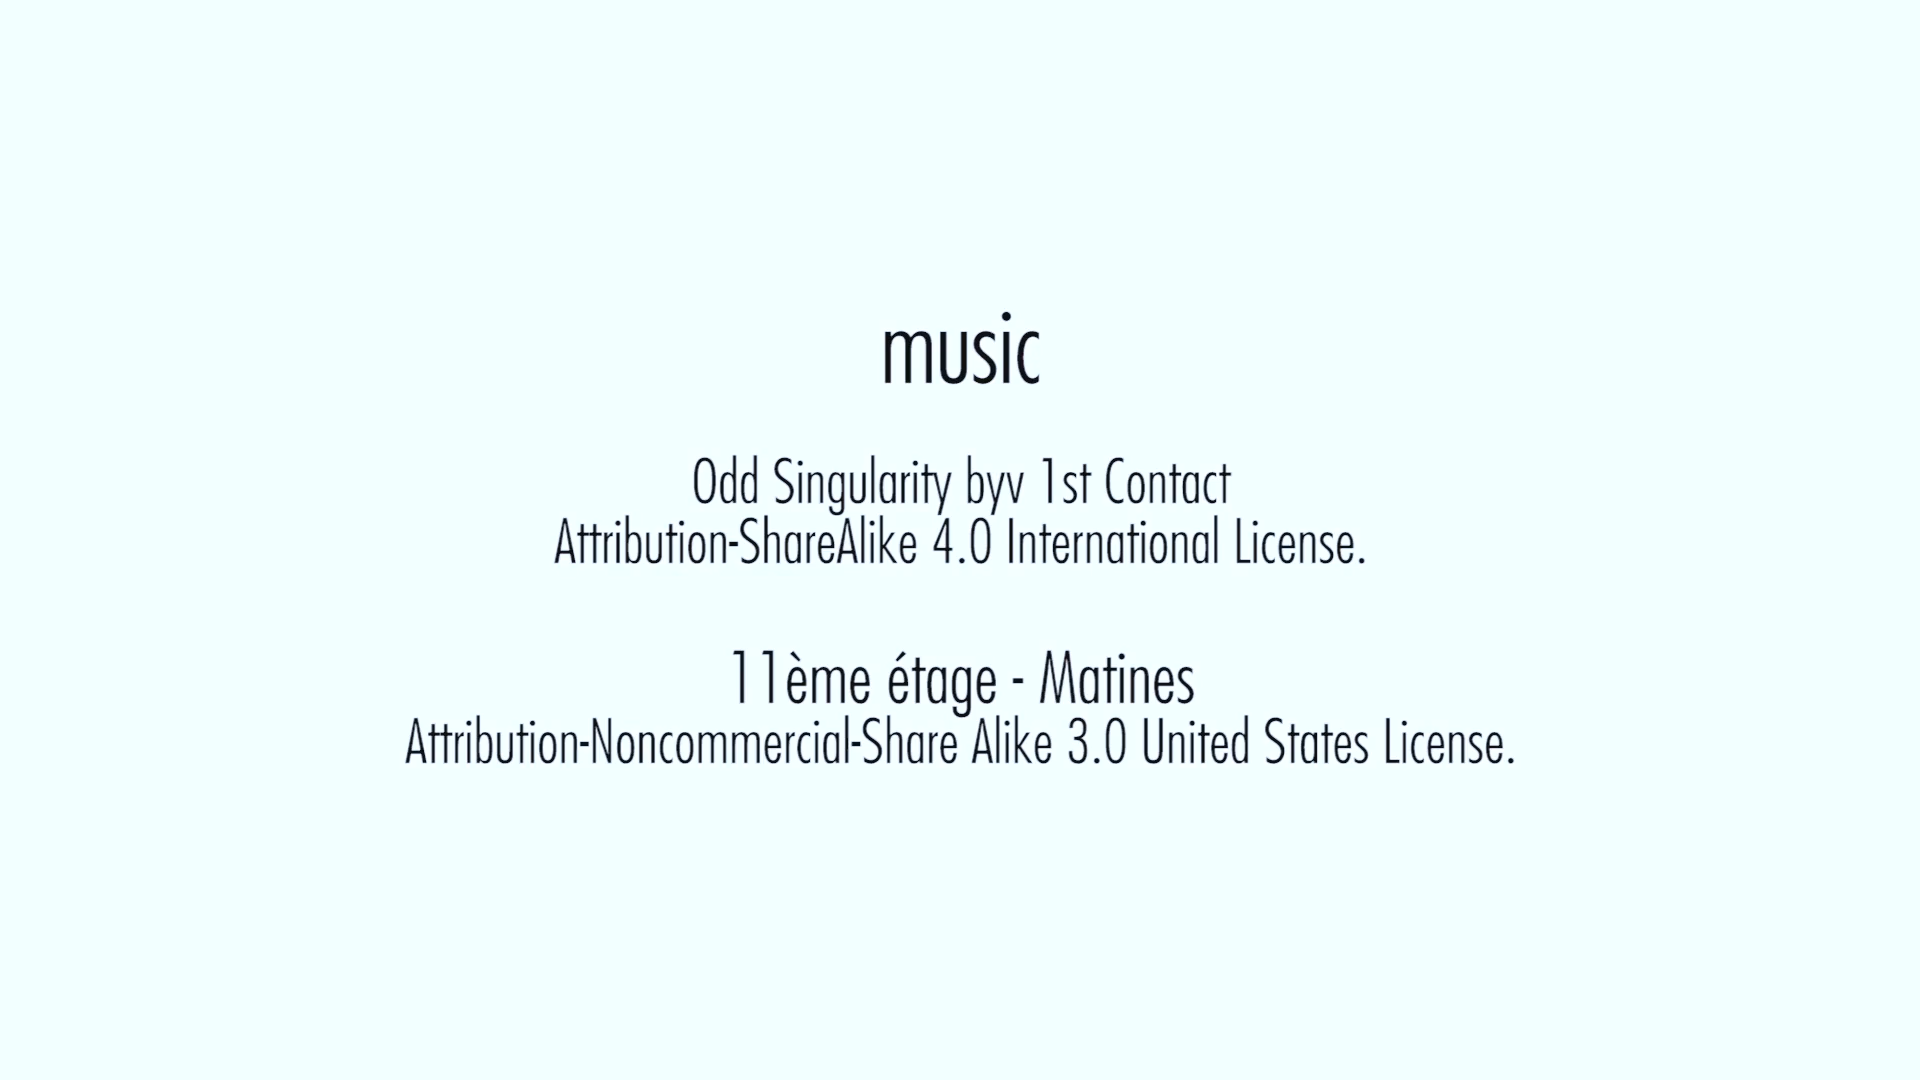 music
Odd Singularity byv 1st Contact
Attribution-ShareAlike 4.0 International License.
11ème étage - Matines
Attribution-Noncommercial-Share Alike 3.0 United States License.